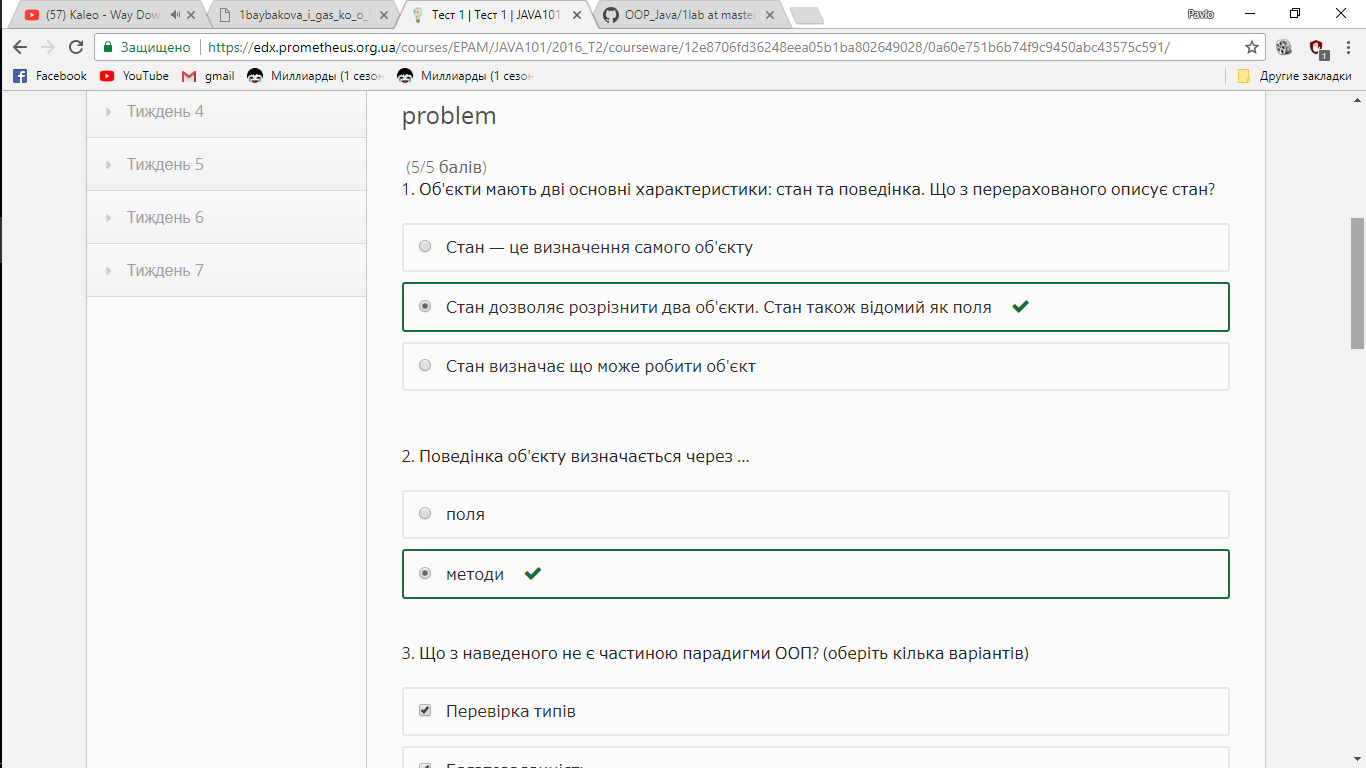 (57) Kaleo - Way Dow
1baybakova_i_gas_ko_o_
Тест 1 | Тест 1 | JAVA101
OOP_Java/1lab at master
Pavlo
Защищено
https://edx.prometheus.org.ua/courses/EPAM/JAVA101/2016_T2/courseware/12e8706fd36248eea05b1ba802649028/0a60e751b6b74f9c9450abc43575c591/
1
Facebook
YouTube
gmail
Миллиарды (1 сезон
Миллиарды (1 сезон
Другие закладки
Тиждень 4
Тиждень 5
Тиждень 6
Тиждень 7
problem
(5/5 балів)
1. Об'єкти мають дві основні характеристики: стан та поведінка. Що з перерахованого описує стан?
Стан — це визначення самого об'єкту
Стан дозволяє розрізнити два об'єкти. Стан також відомий як поля
Стан визначає що може робити об'єкт
2. Поведінка об'єкту визначається через ...
поля
методи
3. Що з наведеного не є частиною парадигми ООП? (оберіть кілька варіантів)
Перевірка типів